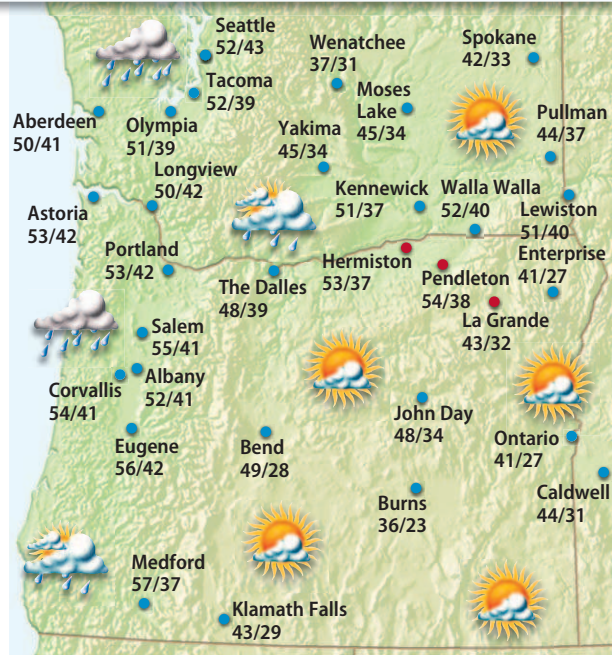 Seattle
52/43
Wenatchee
37/31
Spokane
42/33
Tacoma
52/39
Moses
Lake
45/34
Aberdeen
50/41
Olympia
51/39
Yakima
45/34
Pullman
44/37
Longview
50/42
Kennewick
51/37
Walla Walla
52/40
Lewiston
51/40
Astoria
53/42
Portland
53/42
The Dalles
48/39
Hermiston
53/37
Pendleton
54/38
Enterprise
41/27
La Grande
43/32
Salem
55/41
Corvallis
54/41
Albany
52/41
John Day
48/34
Eugene
56/42
Bend
49/28
Ontario
41/27
Burns
36/23
Caldwell
44/31
Medford
57/37
Klamath Falls
43/29